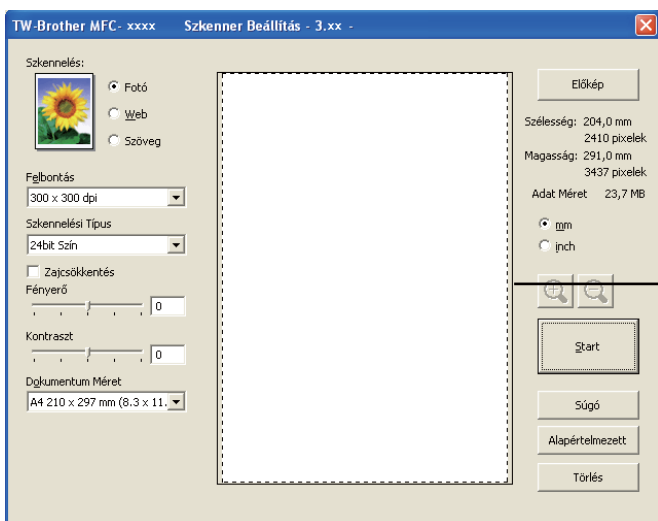 TW-Brother MFC- xxxx Szkenner Beállítás - 3.xx -
Szkennelés:
Fotó
Web
Szöveg
Felbontás
300 x 300 dpi
Szkennelési Típus
24bit Szín
Zajcsökkentés
Fényerő
0
Kontraszt
0
Dokumentum Méret
A4 210 x 297 mm (8.3 x 11.
Előkép
Szélesség: 204,0 mm
2410 pixelek
Magasság: 291,0 mm
3437 pixelek
Adat Méret 23,7 MB
mm
inch
Start
Súgó
Alapértelmezett
Törlés